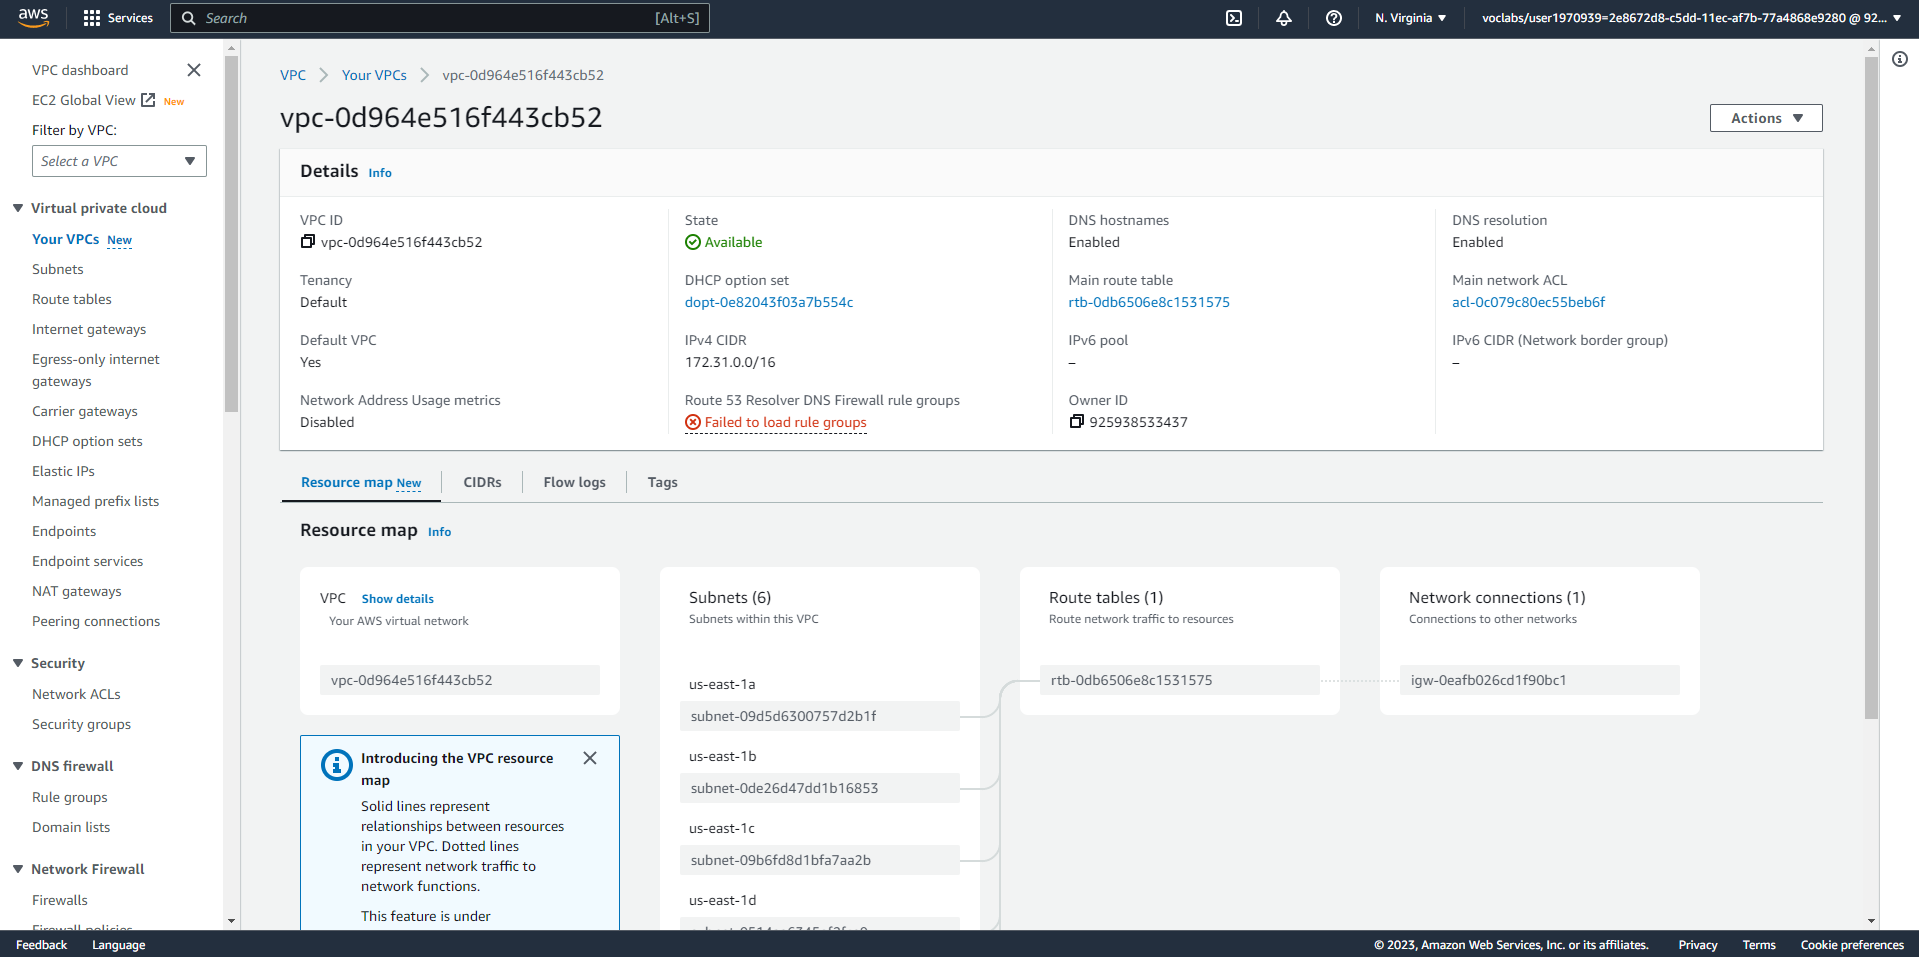 aws
Services
Search
[Alt+S]
N. Virginia
voclabs/user1970939=2e8672d8-c5dd-11ec-af7b-77a4868e9280 @ 92...
VPC dashboard
EC2 Global View New
Filter by VPC:
Select a VPC
Virtual private cloud
Your VPCs New
Subnets
Route tables
Internet gateways
Egress-only internet
gateways
Carrier gateways
DHCP option sets
Elastic IPs
Managed prefix lists
Endpoints
Endpoint services
NAT gateways
Peering connections
Security
Network ACLs
Security groups
DNS firewall
Rule groups
Domain lists
Network Firewall
Firewalls
Firewall policies
VPC
Your VPCs
vpc-0d964e516f443cb52
vpc-0d964e516f443cb52
Actions
Details Info
VPC ID
vpc-0d964e516f443cb52
State
Available
DNS hostnames
Enabled
DNS resolution
Enabled
Tenancy
Default
DHCP option set
dopt-0e82043f03a7b554c
Main route table
rtb-0db6506e8c1531575
Main network ACL
acl-0c079c80ec55beb6f
Default VPC
Yes
IPv4 CIDR
172.31.0.0/16
IPv6 pool
–
IPv6 CIDR (Network border group)
–
Network Address Usage metrics
Disabled
Route 53 Resolver DNS Firewall rule groups
Failed to load rule groups
Owner ID
925938533437
Resource map New
CIDRs
Flow logs
Tags
Resource map Info
VPC Show details
Your AWS virtual network
vpc-0d964e516f443cb52
Introducing the VPC resource
map
Solid lines represent
relationships between resources
in your VPC. Dotted lines
represent network traffic to
network functions.
This feature is under
Subnets (6)
Subnets within this VPC
us-east-1a
subnet-09d5d6300757d2b1f
us-east-1b
subnet-0de26d47dd1b16853
us-east-1c
subnet-09b6fd8d1bfa7aa2b
us-east-1d
Route tables (1)
Route network traffic to resources
rtb-0db6506e8c1531575
Network connections (1)
Connections to other networks
igw-0eafb026cd1f90bc1
Feedback
Language
© 2023, Amazon Web Services, Inc. or its affiliates.
Privacy
Terms
Cookie preferences